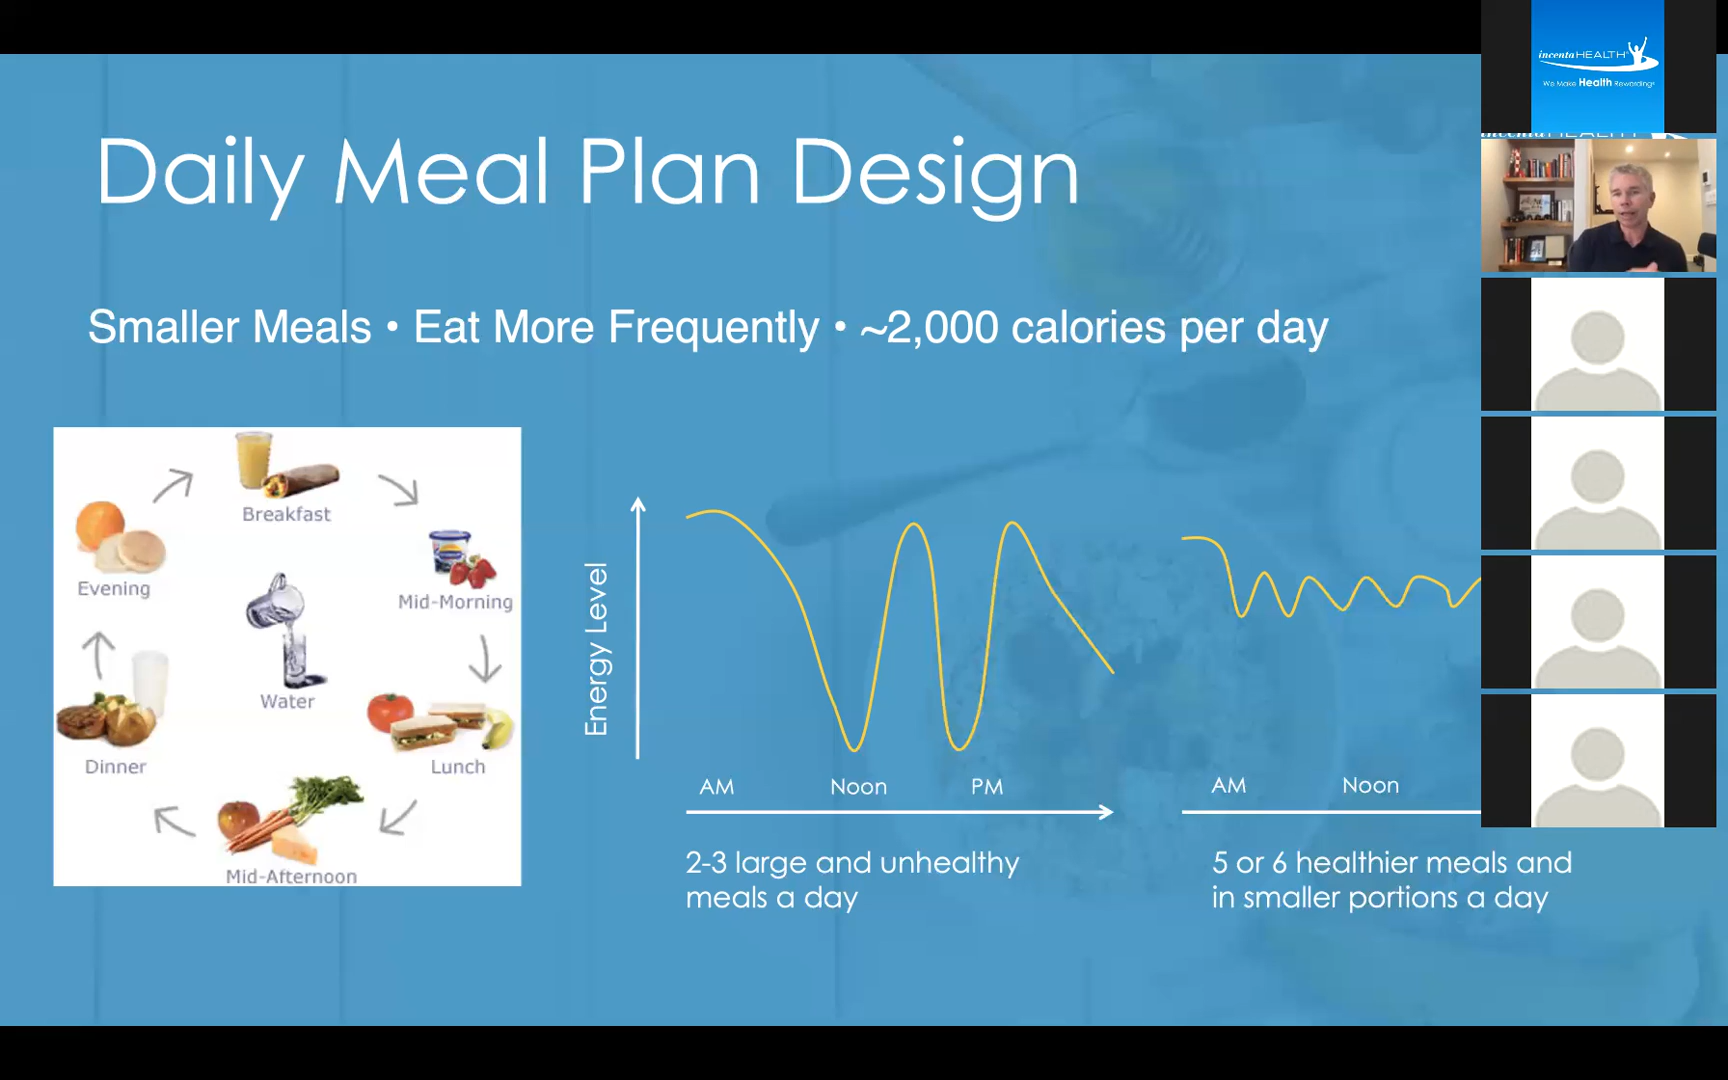 Daily Meal Plan Design
Smaller Meals • Eat More Frequently • ~2,000 calories per day
Breakfast
Mid-Morning
Lunch
Mid-Afternoon
Dinner
Evening
Water
Energy Level
AM Noon PM
2-3 large and unhealthy
meals a day
AM Noon
5 or 6 healthier meals and
in smaller portions a day
incentaHEALTH®
We Make Health Rewarding®